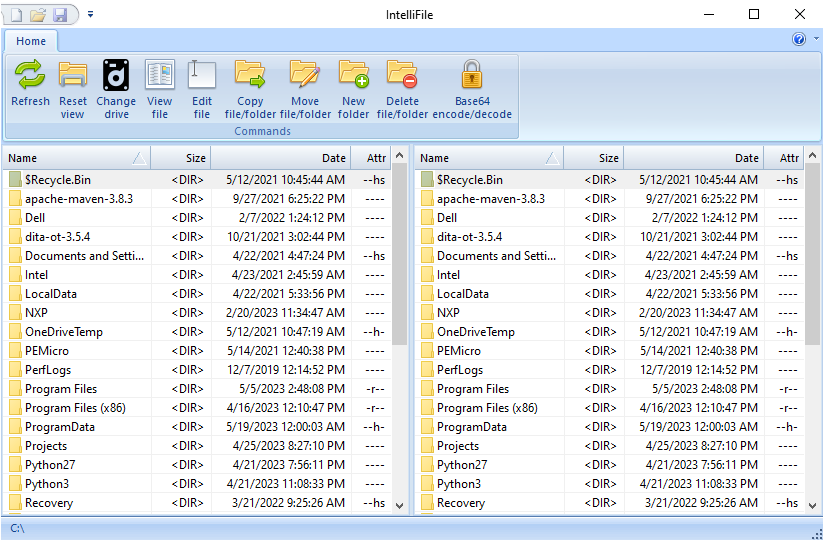 IntelliFile
Home
Refresh
Reset view
Change drive
View file
Edit file
Copy file/folder
Move file/folder
New folder
Delete file/folder
Base64 encode/decode
Commands
Name Size Date Attr
$Recycle.Bin <DIR> 5/12/2021 10:45:44 AM --hs
apache-maven-3.8.3 <DIR> 9/27/2021 6:25:22 PM ----
Dell <DIR> 2/7/2022 1:24:12 PM ----
dita-ot-3.5.4 <DIR> 10/21/2021 3:02:44 PM ----
Documents and Setti... <DIR> 4/22/2021 4:47:24 PM --hs
Intel <DIR> 4/23/2021 2:45:59 AM ----
LocalData <DIR> 4/22/2021 5:33:56 PM ----
NXP <DIR> 2/20/2023 11:34:47 AM ----
OneDriveTemp <DIR> 5/12/2021 10:47:19 AM --h-
PEMicro <DIR> 5/14/2021 12:40:38 PM ----
PerfLogs <DIR> 12/7/2019 12:14:52 PM ----
Program Files <DIR> 5/5/2023 2:48:08 PM -r--
Program Files (x86) <DIR> 4/16/2023 12:10:47 PM -r--
ProgramData <DIR> 5/19/2023 12:00:03 AM --h-
Projects <DIR> 4/25/2023 8:27:10 PM ----
Python27 <DIR> 4/21/2023 7:56:11 PM ----
Python3 <DIR> 4/21/2023 11:08:33 PM ----
Recovery <DIR> 3/21/2022 9:25:26 AM --hs
Name Size Date Attr
$Recycle.Bin <DIR> 5/12/2021 10:45:44 AM --hs
apache-maven-3.8.3 <DIR> 9/27/2021 6:25:22 PM ----
Dell <DIR> 2/7/2022 1:24:12 PM ----
dita-ot-3.5.4 <DIR> 10/21/2021 3:02:44 PM ----
Documents and Setti... <DIR> 4/22/2021 4:47:24 PM --hs
Intel <DIR> 4/23/2021 2:45:59 AM ----
LocalData <DIR> 4/22/2021 5:33:56 PM ----
NXP <DIR> 2/20/2023 11:34:47 AM ----
OneDriveTemp <DIR> 5/12/2021 10:47:19 AM --h-
PEMicro <DIR> 5/14/2021 12:40:38 PM ----
PerfLogs <DIR> 12/7/2019 12:14:52 PM ----
Program Files <DIR> 5/5/2023 2:48:08 PM -r--
Program Files (x86) <DIR> 4/16/2023 12:10:47 PM -r--
ProgramData <DIR> 5/19/2023 12:00:03 AM --h-
Projects <DIR> 4/25/2023 8:27:10 PM ----
Python27 <DIR> 4/21/2023 7:56:11 PM ----
Python3 <DIR> 4/21/2023 11:08:33 PM ----
Recovery <DIR> 3/21/2022 9:25:26 AM --hs
C:\